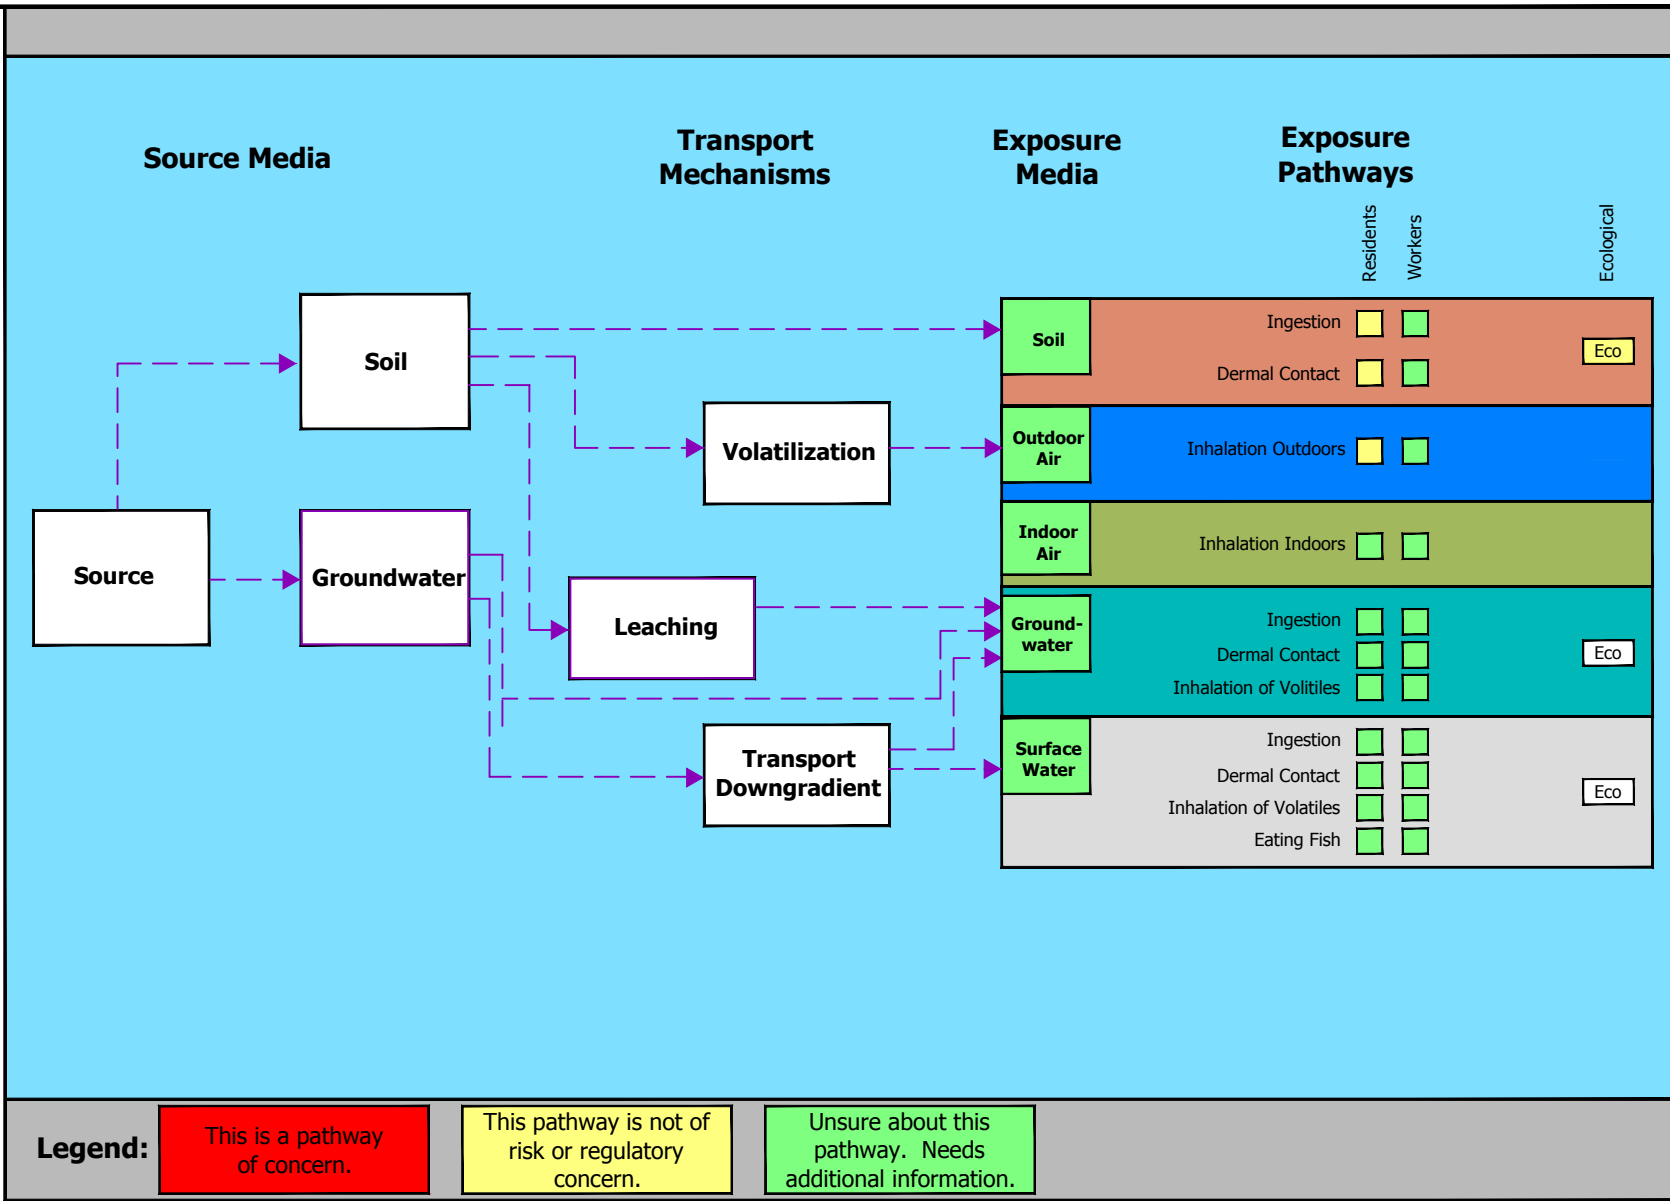 Source Media
Transport
Mechanisms
Exposure
Media
Exposure
Pathways
Residents
Workers
Ecological
Soil
Volatilization
Source
Groundwater
Leaching
Transport
Downgradient
Soil
Ingestion
Dermal Contact
Eco
Outdoor
Air
Inhalation Outdoors
Indoor
Air
Inhalation Indoors
Ground-
water
Ingestion
Dermal Contact
Inhalation of Volitiles
Eco
Surface
Water
Ingestion
Dermal Contact
Inhalation of Volatiles
Eating Fish
Eco
Legend:
This is a pathway
of concern.
This pathway is not of
risk or regulatory
concern.
Unsure about this
pathway. Needs
additional information.